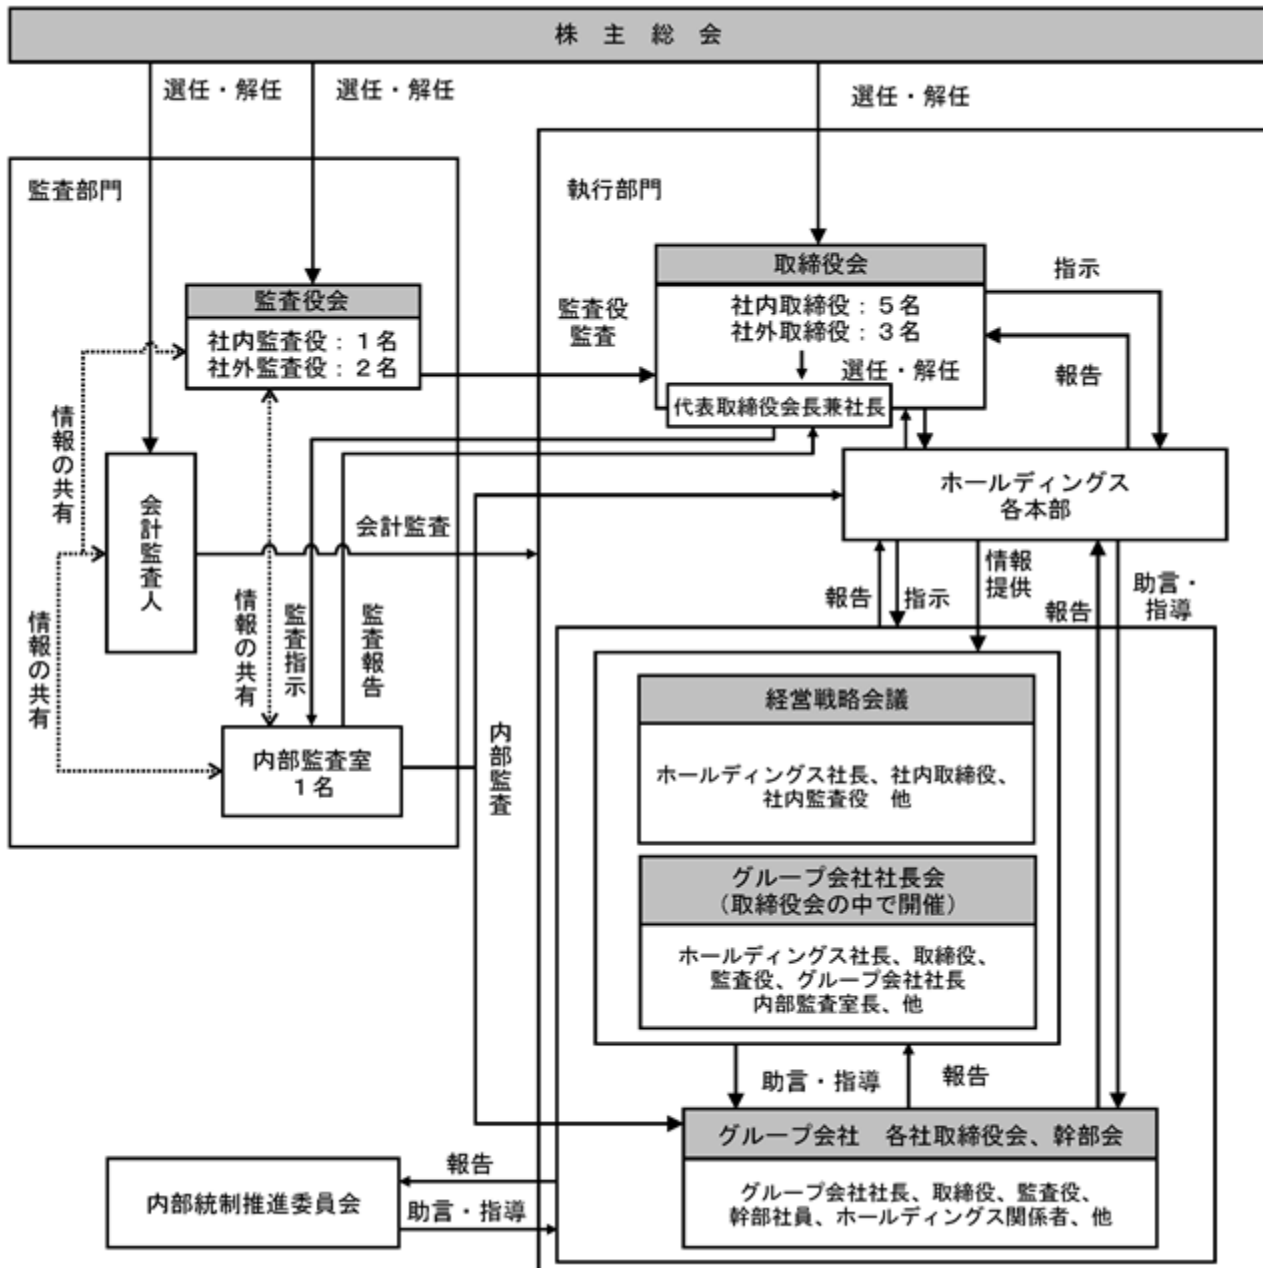 株 主 総 会
選任・解任
選任・解任
選任・解任
監査部門
執行部門
監査役会
社内監査役：１名
社外監査役：２名
監査役
監査
取締役会
社内取締役：５名
社外取締役：３名
選任・解任
代表取締役会長兼社長
指示
報告
情報の共有
会計監査人
会計監査
ホールディングス
各本部
情報の共有
情報の共有
監査指示
監査報告
報告
指示
情報
提供
報告
助言・
指導
内部監査室
１名
内部監査
経営戦略会議
ホールディングス社長、社内取締役、
社内監査役　他
グループ会社社長会
（取締役会の中で開催）
ホールディングス社長、取締役、
監査役、グループ会社社長
内部監査室長、他
助言・指導
報告
グループ会社　各社取締役会、幹部会
グループ会社社長、取締役、監査役、
幹部社員、ホールディングス関係者、他
内部統制推進委員会
報告
助言・指導